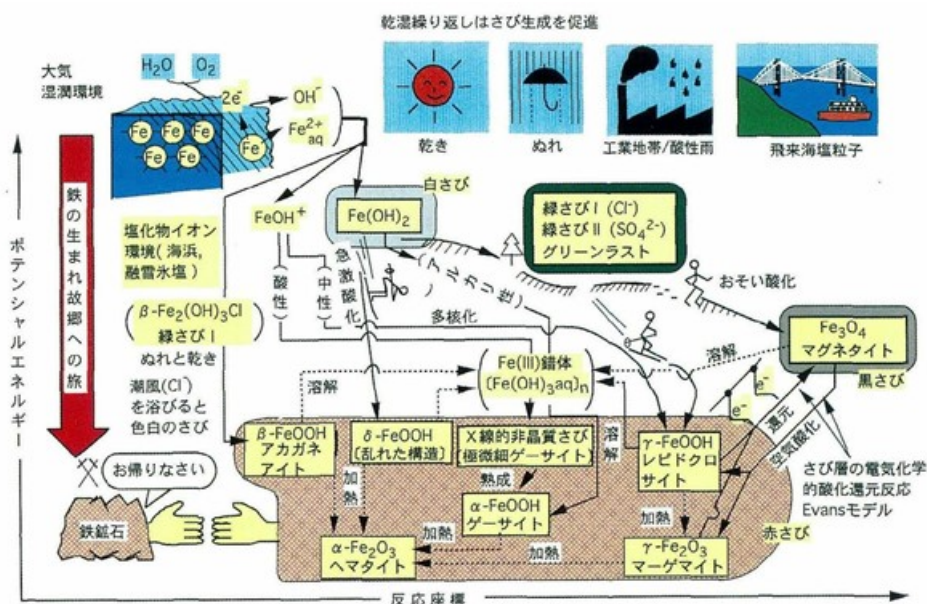 乾湿繰り返しはさび生成を促進
大気
湿潤環境
H₂O O₂
2e⁻
OH⁻
Fe²⁺aq
Fe Fe Fe
Fe Fe
Fe
乾き
ぬれ
工業地帯/酸性雨
飛来海塩粒子
ポテンシャルエネルギー
鉄の生まれ故郷への旅
白さび
FeOH⁺
Fe(OH)₂
緑さびⅠ(Cl⁻)
緑さびⅡ(SO₄²⁻)
グリーンラスト
塩化物イオン
環境(海浜,
融雪氷塩)
(酸性)
(中性)
急激酸化
(アルカリ性)
おそい酸化
β-Fe₂(OH)₃Cl
緑さびⅠ
多核化
Fe₃O₄
マグネタイト
黒さび
ぬれと乾き
潮風(Cl⁻)
を浴びると
色白のさび
溶解
Fe(III)錯体
[Fe(OH)₃aq]n
溶解
e⁻
e⁻
還元
空気酸化
β-FeOOH
アカガネ
アイト
δ-FeOOH
[乱れた構造]
X線的非晶質さび
(極微細ゲーサイト)
溶解
γ-FeOOH
レピドクロ
サイト
さび層の電気化学
的酸化還元反応
Evansモデル
お帰りなさい
加熱
熟成
α-FeOOH
ゲーサイト
加熱
加熱
鉄鉱石
α-Fe₂O₃
ヘマタイト
加熱
γ-Fe₂O₃
マーゲマイト
赤さび
反応座標